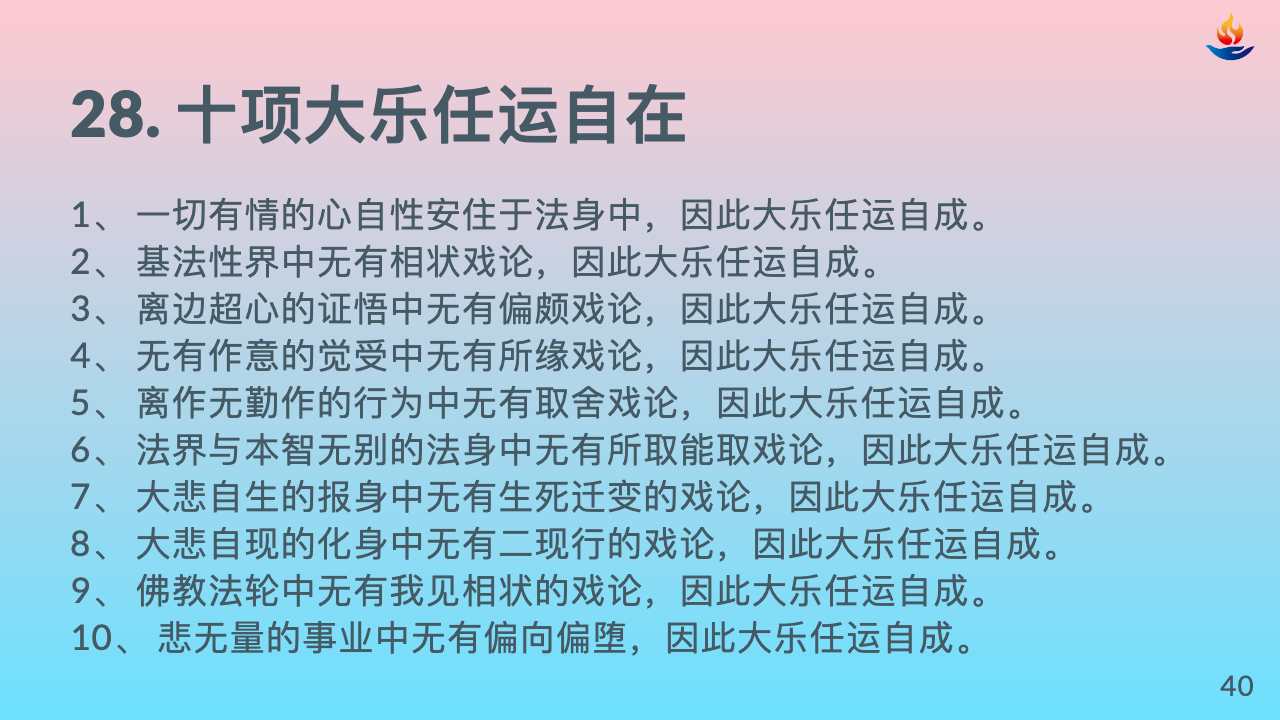 28. 十项大乐任运自在
1、 一切有情的心自性安住于法身中，因此大乐任运自成。
2、 基法性界中无有相状戏论，因此大乐任运自成。
3、 离边超心的证悟中无有偏颇戏论，因此大乐任运自成。
4、 无有作意的觉受中无有所缘戏论，因此大乐任运自成。
5、 离作无勤作的行为中无有取舍戏论，因此大乐任运自成。
6、 法界与本智无别的法身中无有所取能取戏论，因此大乐任运自成。
7、 大悲自生的报身中无有生死迁变的戏论，因此大乐任运自成。
8、 大悲自现的化身中无有二现行的戏论，因此大乐任运自成。
9、 佛教法轮中无有我见相状的戏论，因此大乐任运自成。
10、 悲无量的事业中无有偏向偏堕，因此大乐任运自成。
40